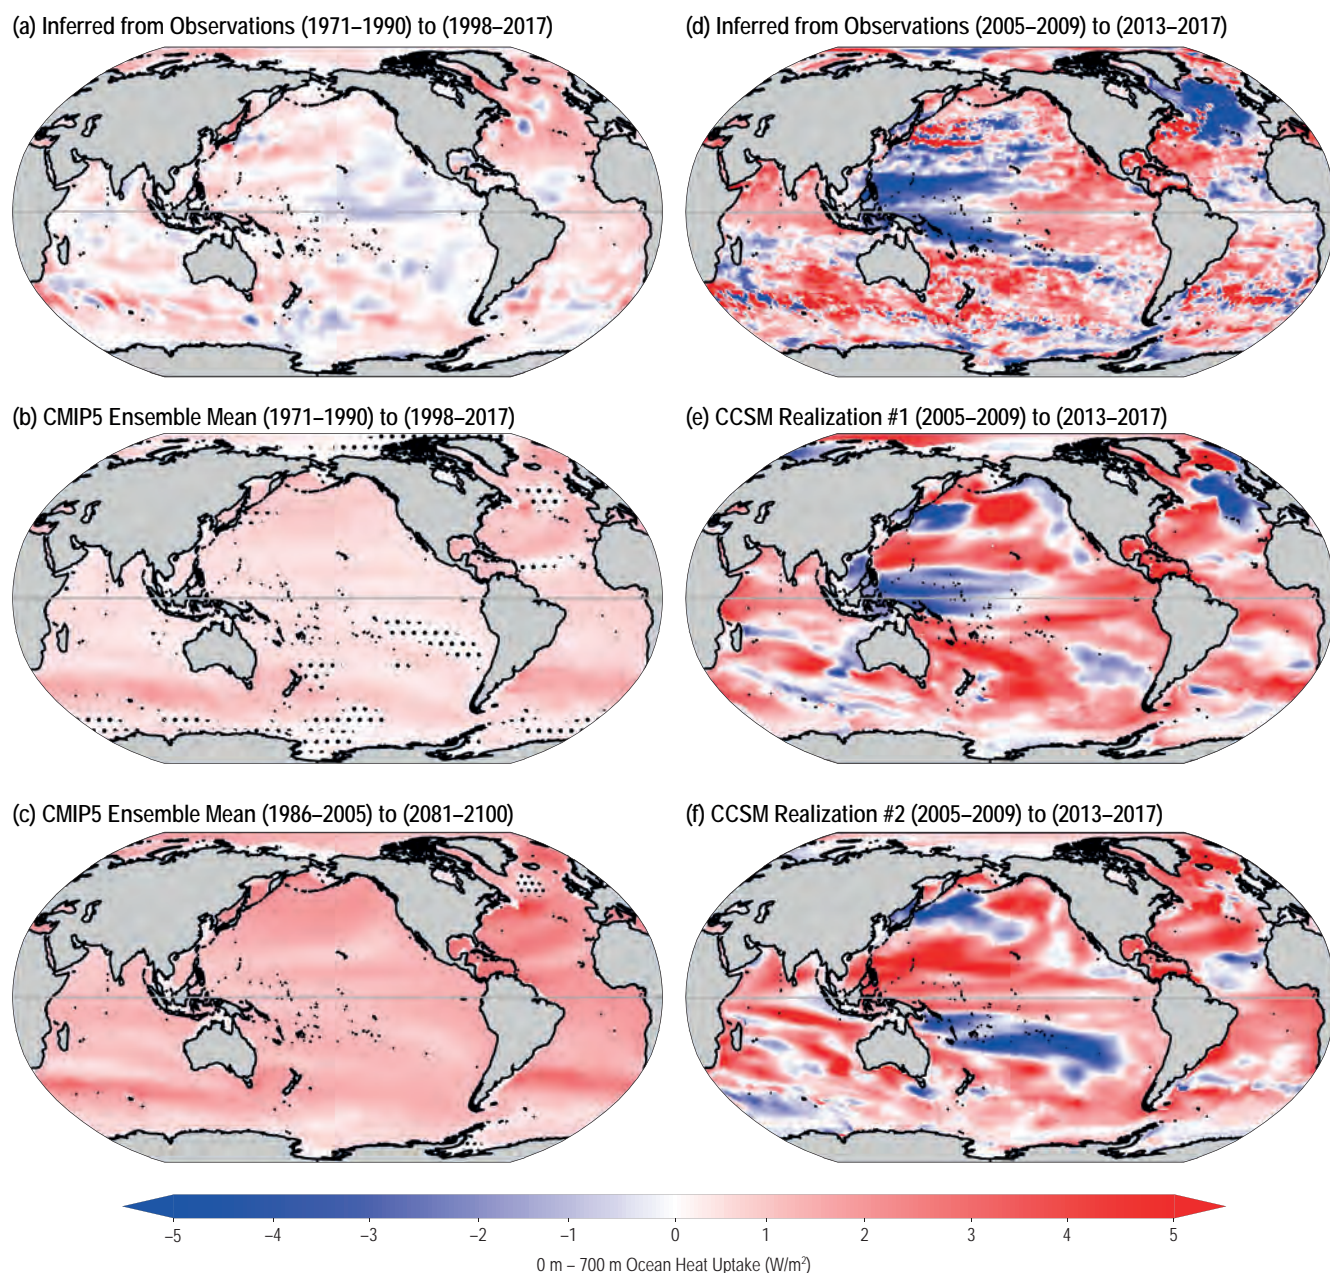 (a) Inferred from Observations (1971–1990) to (1998–2017)
(d) Inferred from Observations (2005–2009) to (2013–2017)
(b) CMIP5 Ensemble Mean (1971–1990) to (1998–2017)
(e) CCSM Realization #1 (2005–2009) to (2013–2017)
(c) CMIP5 Ensemble Mean (1986–2005) to (2081–2100)
(f) CCSM Realization #2 (2005–2009) to (2013–2017)
–5 –4 –3 –2 –1 0 1 2 3 4 5
0 m – 700 m Ocean Heat Uptake (W/m²)